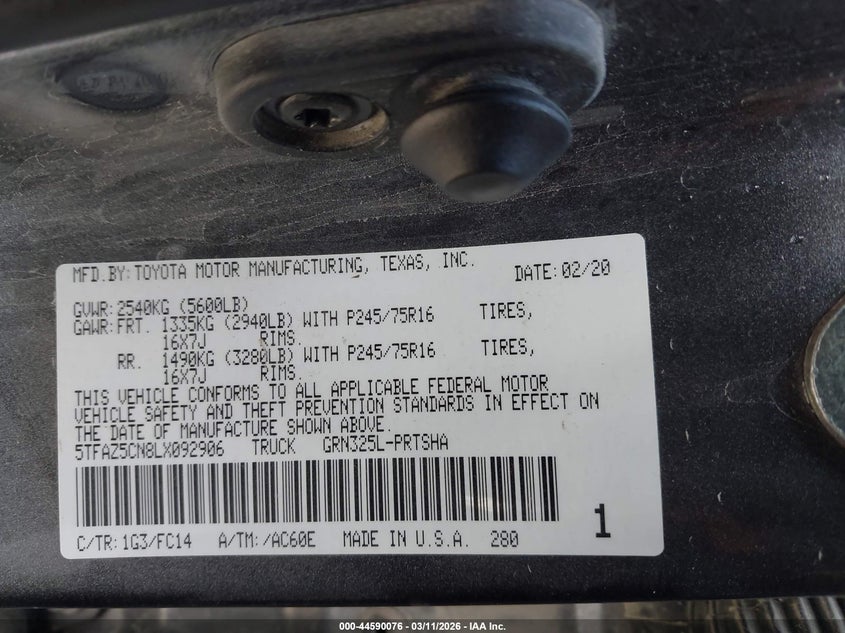 MFD.BY:TOYOTA MOTOR MANUFACTURING, TEXAS, INC. DATE:02/20
GVWR:2540KG (5600LB)
GAWR:FRT. 1335KG (2940LB) WITH P245/75R16 TIRES,
16X7J RIMS.
RR. 1490KG (3280LB) WITH P245/75R16 TIRES,
16X7J RIMS.
THIS VEHICLE CONFORMS TO ALL APPLICABLE FEDERAL MOTOR
VEHICLE SAFETY AND THEFT PREVENTION STANDARDS IN EFFECT ON
THE DATE OF MANUFACTURE SHOWN ABOVE.
5TFAZ5CN8LX092906 TRUCK GRN325L-PRTSHA
C/TR:1G3/FC14 A/TM:/AC60E MADE IN U.S.A. 280 1
000-44590076 - 03/11/2026 - IAA Inc.